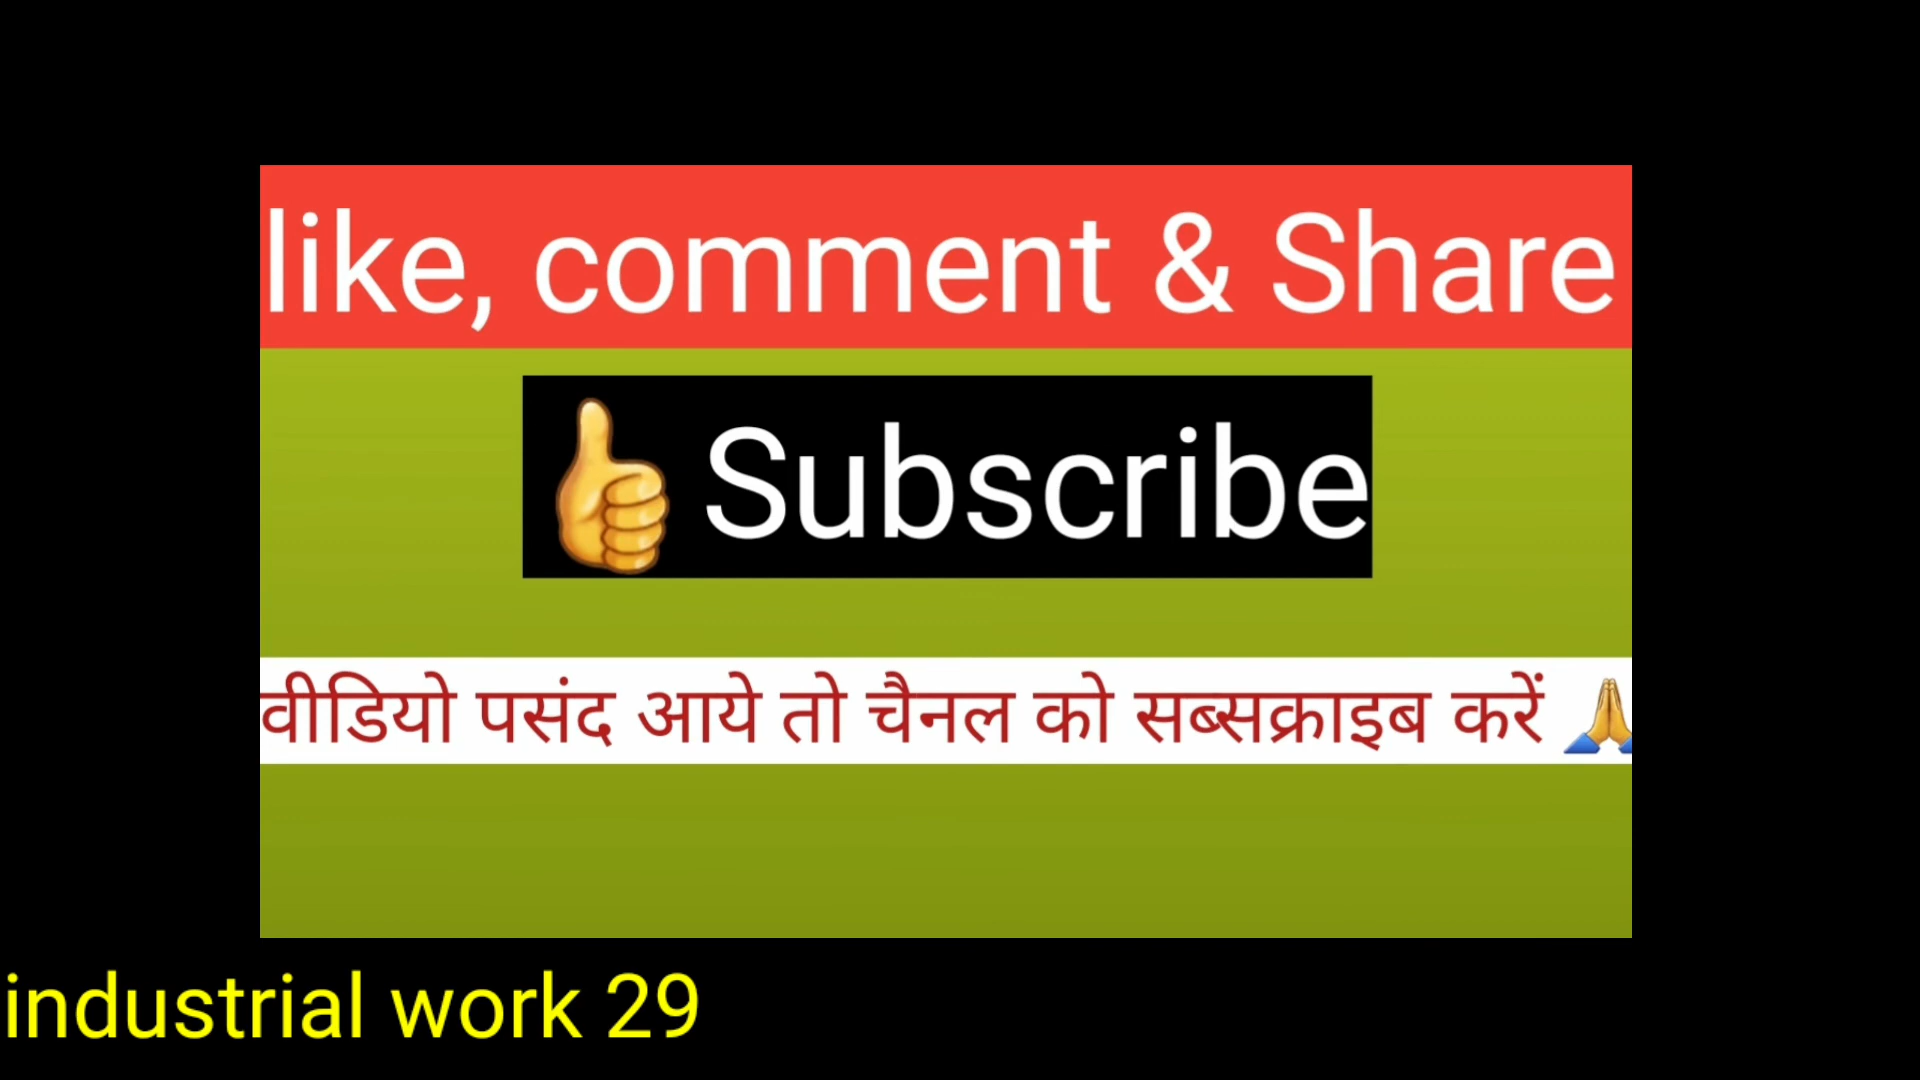 like, comment & Share
👍 Subscribe
वीडियो पसंद आये तो चैनल को सब्सक्राइब करें 🙏
industrial work 29